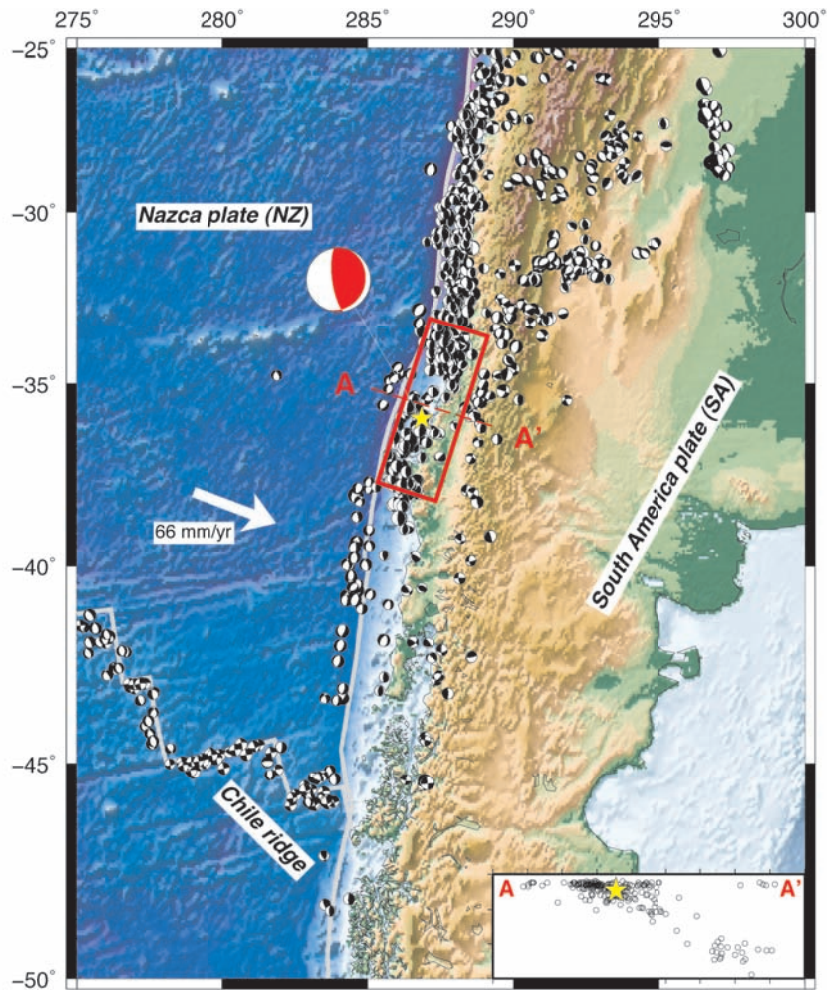 275° 280° 285° 290° 295° 300°
−25°
−30°
Nazca plate (NZ)
−35°
A
A'
South America plate (SA)
66 mm/yr
−40°
−45°
Chile ridge
A A'
−50°